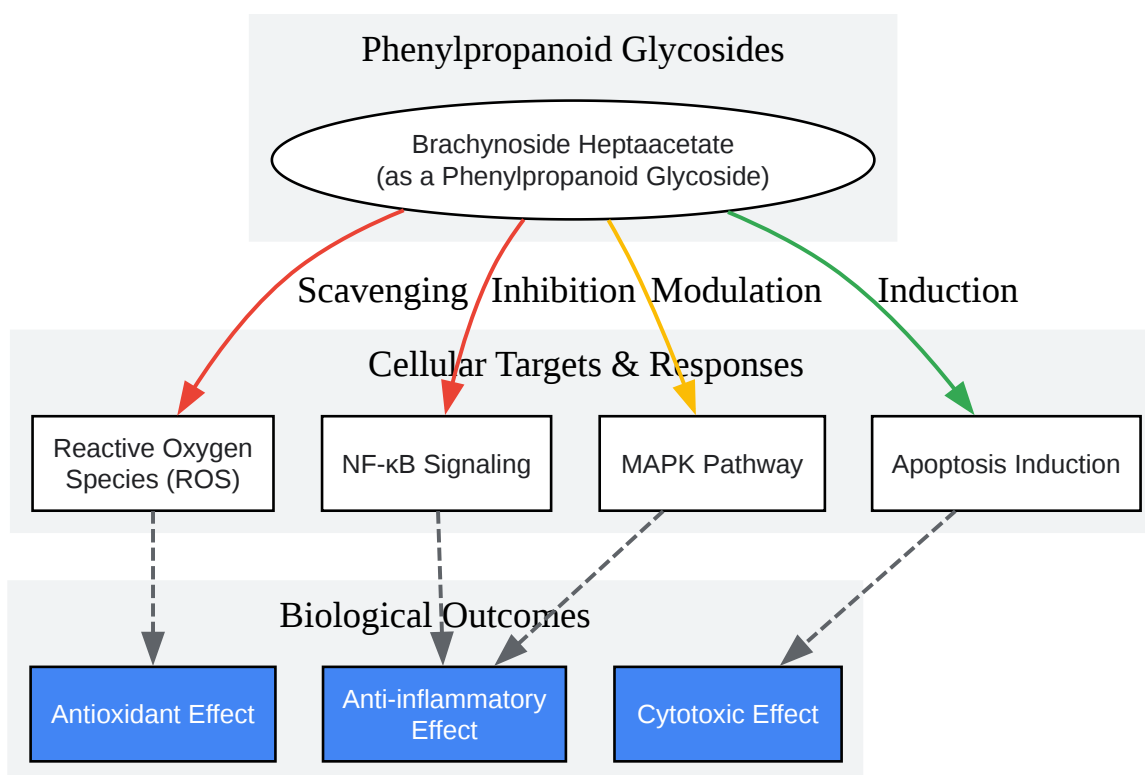 Phenylpropanoid Glycosides
Brachynoside Heptaacetate
(as a Phenylpropanoid Glycoside)
Scavenging
Inhibition
Modulation
Induction
Cellular Targets & Responses
Reactive Oxygen
Species (ROS)
NF-κB Signaling
MAPK Pathway
Apoptosis Induction
Biological Outcomes
Antioxidant Effect
Anti-inflammatory
Effect
Cytotoxic Effect